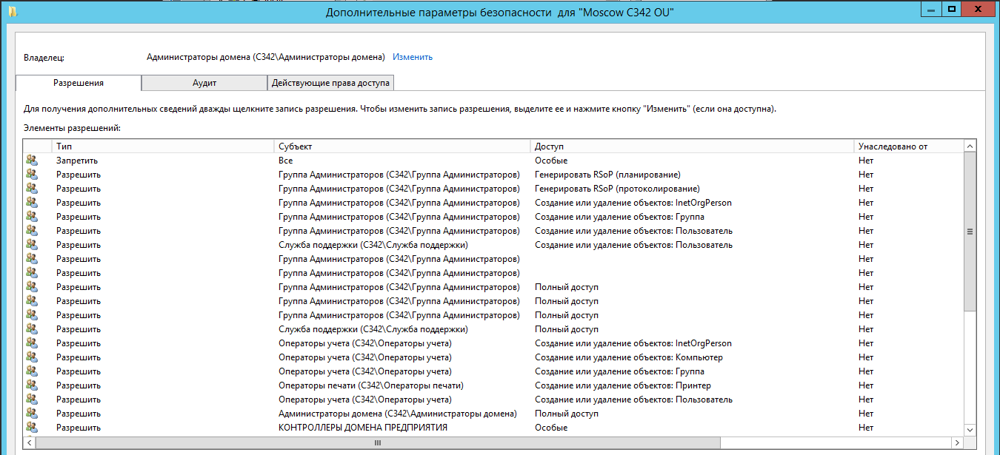 Дополнительные параметры безопасности для "Moscow C342 OU"
Владелец: Администраторы домена (C342\Администраторы домена) Изменить
Разрешения Аудит Действующие права доступа
Для получения дополнительных сведений дважды щелкните запись разрешения. Чтобы изменить запись разрешения, выделите ее и нажмите кнопку "Изменить" (если она доступна).
Элементы разрешений:
Тип Субъект Доступ Унаследовано от
Запретить Все Особые Нет
Разрешить Группа Администраторов (C342\Группа Администраторов) Генерировать RSoP (планирование) Нет
Разрешить Группа Администраторов (C342\Группа Администраторов) Генерировать RSoP (протоколирование) Нет
Разрешить Группа Администраторов (C342\Группа Администраторов) Создание или удаление объектов: InetOrgPerson Нет
Разрешить Группа Администраторов (C342\Группа Администраторов) Создание или удаление объектов: Группа Нет
Разрешить Группа Администраторов (C342\Группа Администраторов) Создание или удаление объектов: Пользователь Нет
Разрешить Служба поддержки (C342\Служба поддержки) Создание или удаление объектов: Пользователь Нет
Разрешить Группа Администраторов (C342\Группа Администраторов) Нет
Разрешить Группа Администраторов (C342\Группа Администраторов) Нет
Разрешить Группа Администраторов (C342\Группа Администраторов) Полный доступ Нет
Разрешить Группа Администраторов (C342\Группа Администраторов) Полный доступ Нет
Разрешить Группа Администраторов (C342\Группа Администраторов) Полный доступ Нет
Разрешить Служба поддержки (C342\Служба поддержки) Полный доступ Нет
Разрешить Операторы учета (C342\Операторы учета) Создание или удаление объектов: InetOrgPerson Нет
Разрешить Операторы учета (C342\Операторы учета) Создание или удаление объектов: Компьютер Нет
Разрешить Операторы учета (C342\Операторы учета) Создание или удаление объектов: Группа Нет
Разрешить Операторы печати (C342\Операторы печати) Создание или удаление объектов: Принтер Нет
Разрешить Операторы учета (C342\Операторы учета) Создание или удаление объектов: Пользователь Нет
Разрешить Администраторы домена (C342\Администраторы домена) Полный доступ Нет
Разрешить КОНТРОЛЛЕРЫ ДОМЕНА ПРЕДПРИЯТИЯ Особые Нет